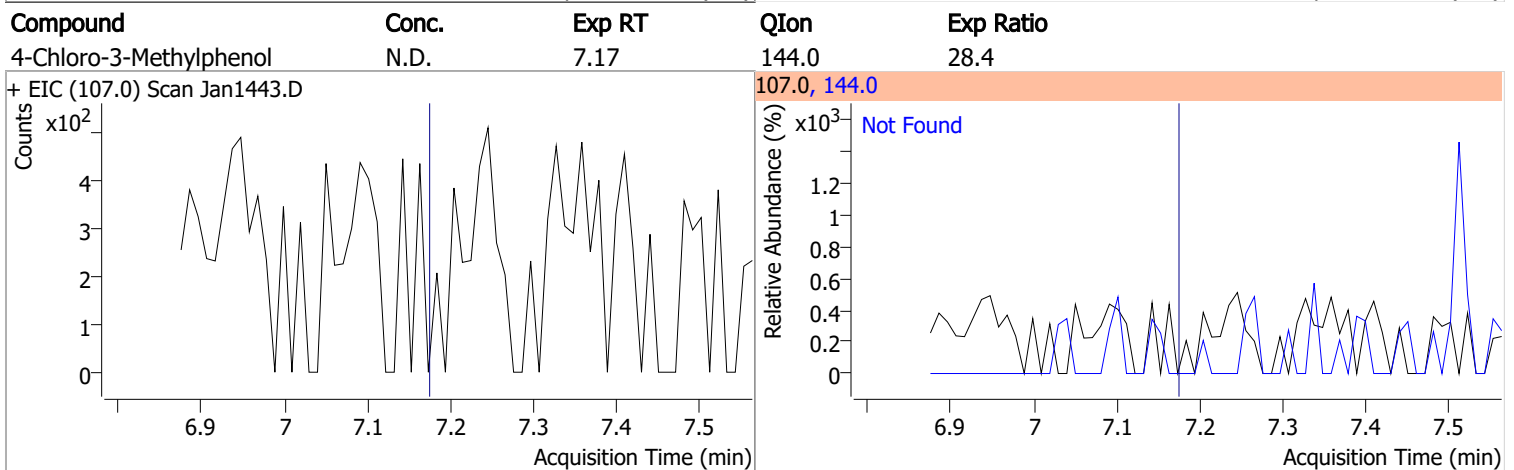 Compound Conc. Exp RT QIon Exp Ratio
4-Chloro-3-Methylphenol N.D. 7.17 144.0 28.4
+ EIC (107.0) Scan Jan1443.D
Counts
x10²
4
3
2
1
0
6.9 7 7.1 7.2 7.3 7.4 7.5
Acquisition Time (min)
107.0, 144.0
Relative Abundance (%)
x10³
Not Found
1.2
1
0.8
0.6
0.4
0.2
0
6.9 7 7.1 7.2 7.3 7.4 7.5
Acquisition Time (min)